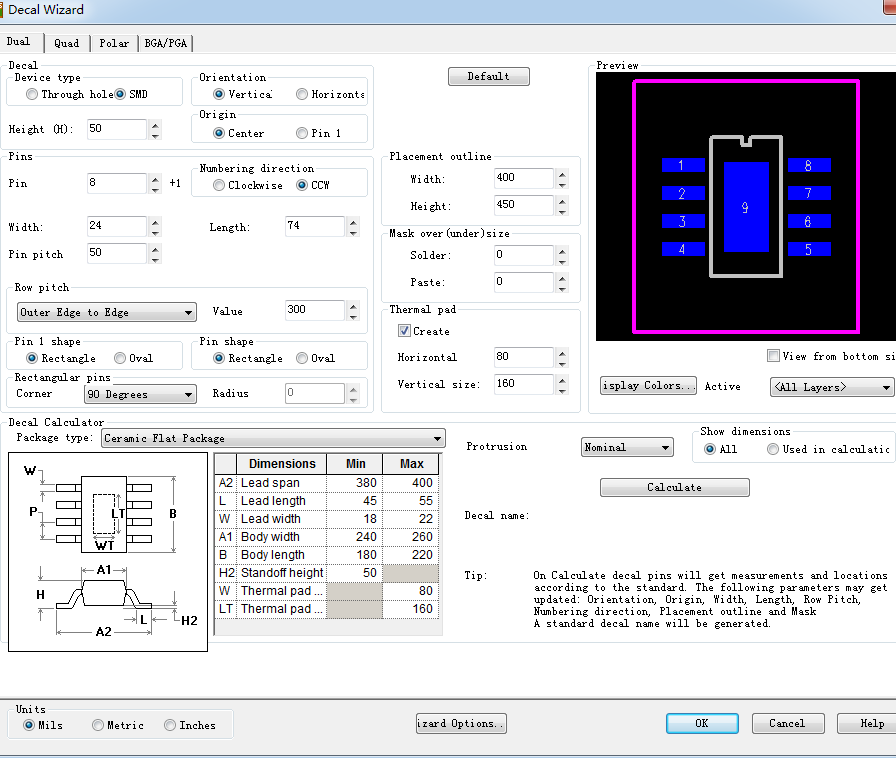 Decal Wizard
Dual Quad Polar BGA/PGA
Decal
Device type
Through hole SMD
Height (H): 50
Orientation
Vertical Horizonta
Origin
Center Pin 1
Default
Pins
Pin 8 +1
Numbering direction
Clockwise CCW
Width: 24 Length: 74
Pin pitch 50
Row pitch
Outer Edge to Edge Value 300
Pin 1 shape
Rectangle Oval
Pin shape
Rectangle Oval
Rectangular pins
Corner 90 Degrees Radius 0
Placement outline
Width: 400
Height: 450
Mask over(under)size
Solder: 0
Paste: 0
Thermal pad
Create
Horizontal 80
Vertical size: 160
Preview
1 8
2 7
9
3 6
4 5
View from bottom si
isplay Colors... Active <All Layers>
Decal Calculator
Package type: Ceramic Flat Package
W
P
LT
WT
B
A1
H
L
H2
A2
Dimensions Min Max
A2 Lead span 380 400
L Lead length 45 55
W Lead width 18 22
A1 Body width 240 260
B Body length 180 220
H2 Standoff height 50
W Thermal pad ... 80
LT Thermal pad ... 160
Protrusion Nominal
Show dimensions
All Used in calculatic
Calculate
Decal name:
Tip: On Calculate decal pins will get measurements and locations
according to the standard. The following parameters may get
updated: Orientation, Origin, Width, Length, Row Pitch,
Numbering direction, Placement outline and Mask
A standard decal name will be generated.
Units
Mils Metric Inches
izard Options..
OK Cancel Help